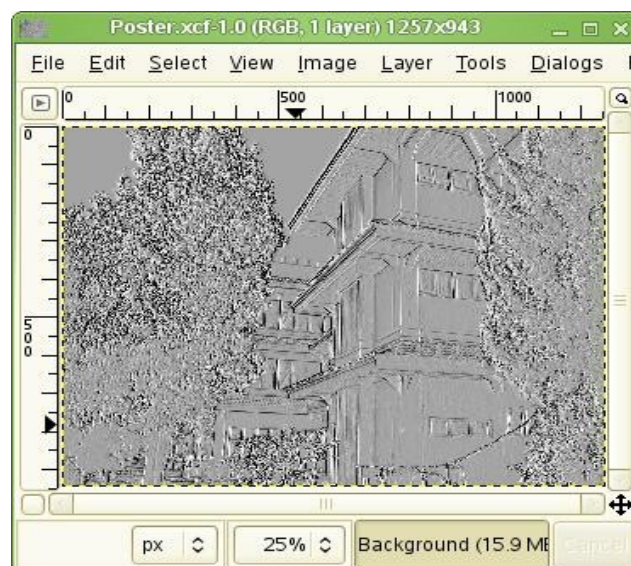 Poster.xcf-1.0 (RGB, 1 layer) 1257x943
File Edit Select View Image Layer Tools Dialogs
0 500 1000
0
500
px 25% Background (15.9 MB
Cancel